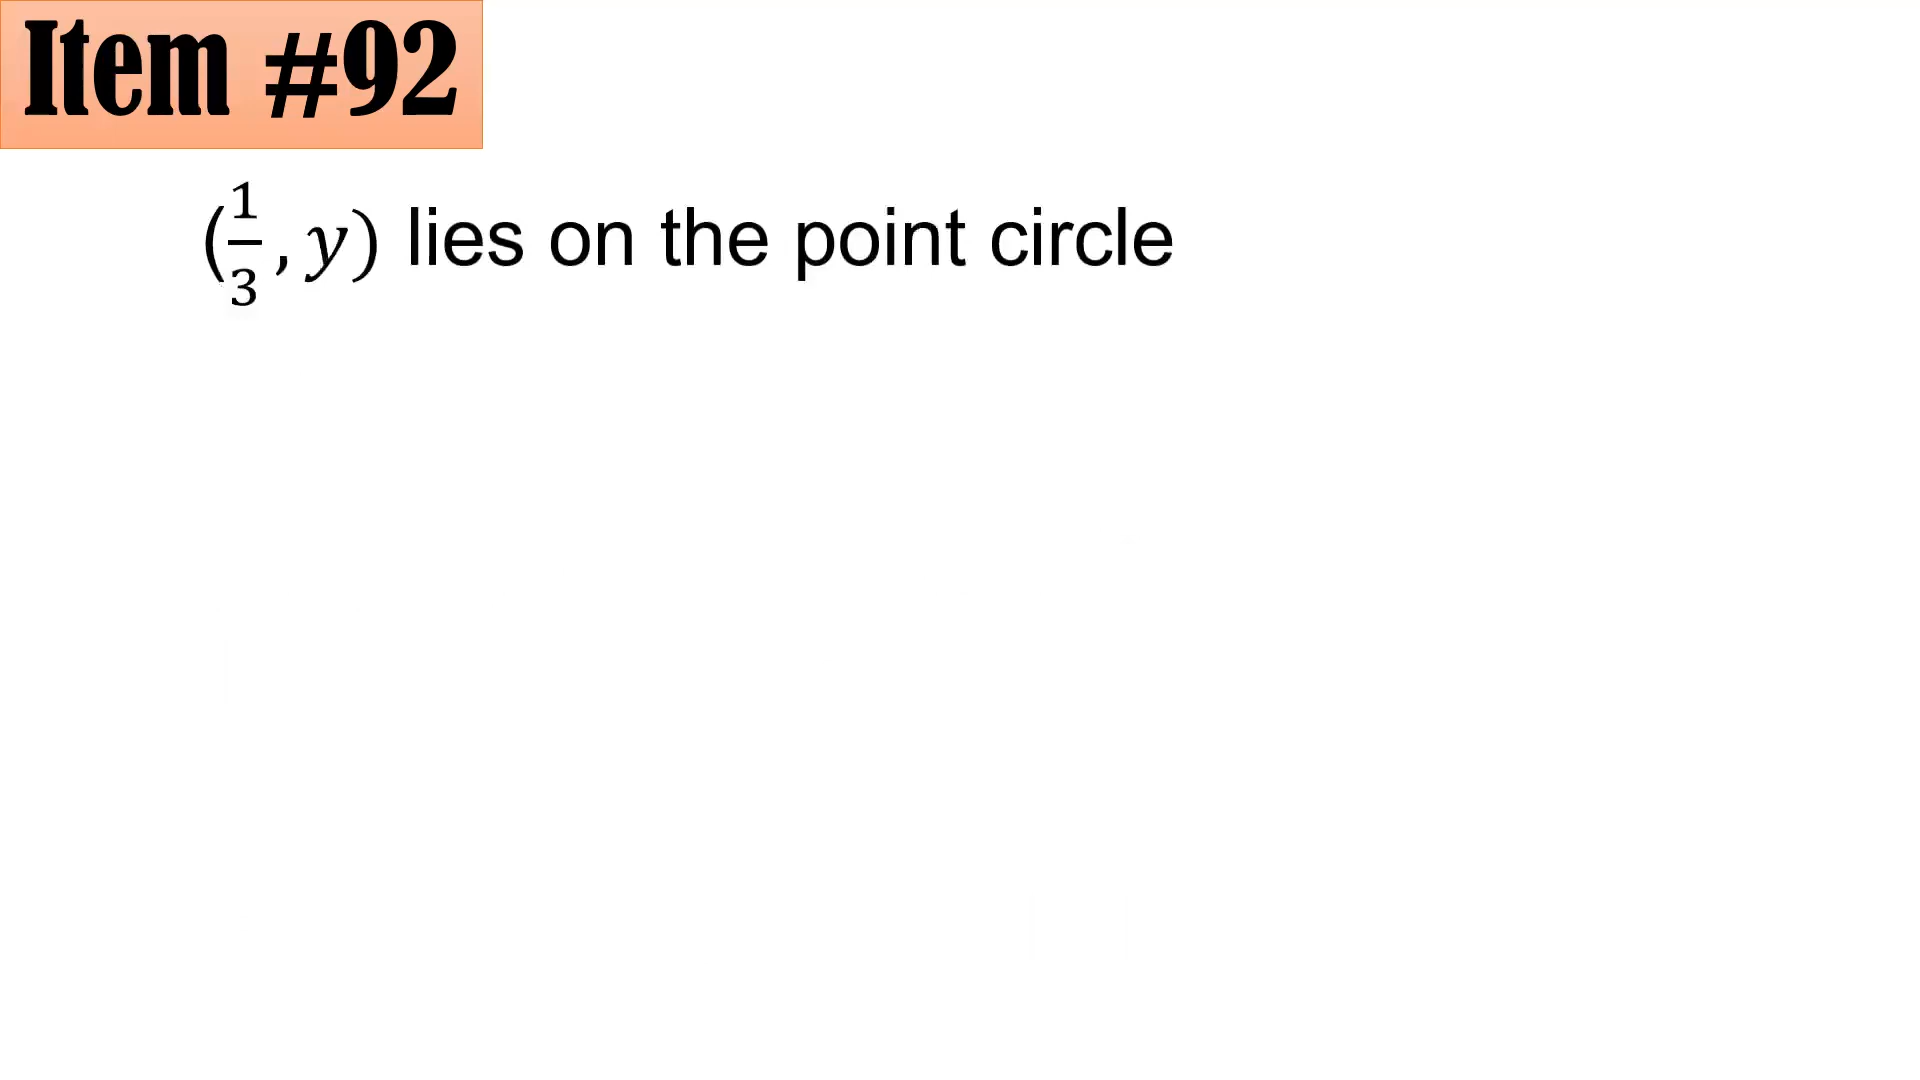 Item #92
(1/3, y) lies on the point circle